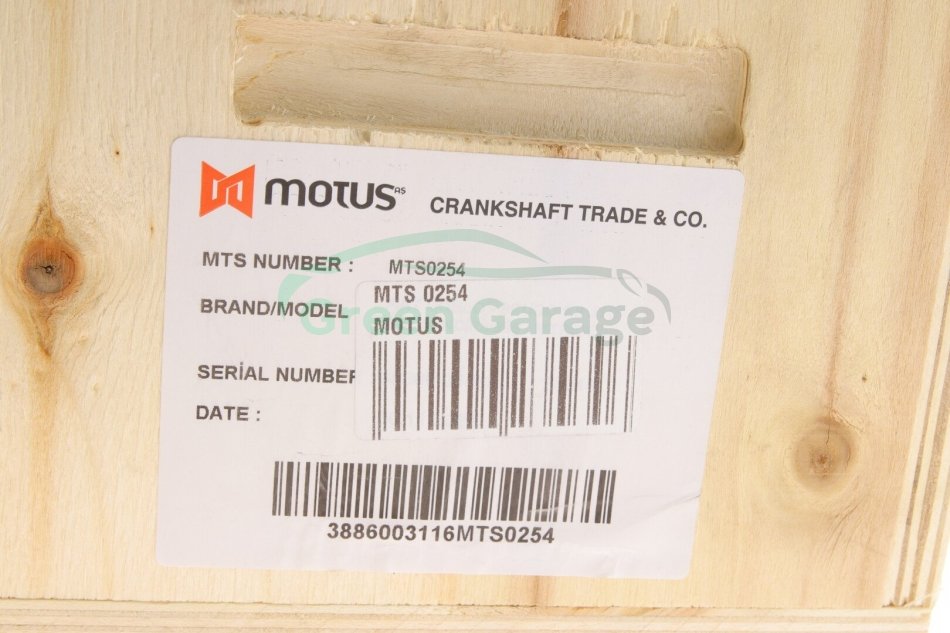 MOTUS AS CRANKSHAFT TRADE & CO.
MTS NUMBER : MTS0254
MTS 0254
BRAND/MODEL
MOTUS
Green Garage
SERİAL NUMBER
DATE :
3886003116MTS0254